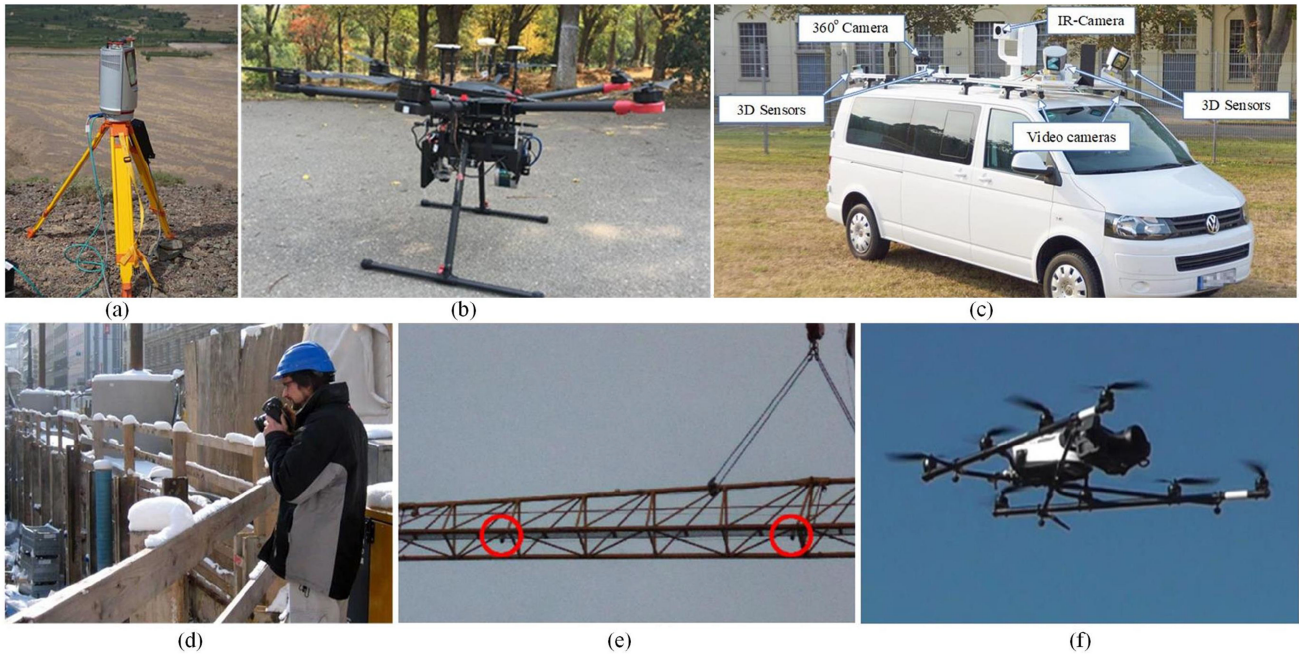 360° Camera
IR-Camera
3D Sensors
3D Sensors
Video cameras
(a)
(b)
(c)
(d)
(e)
(f)